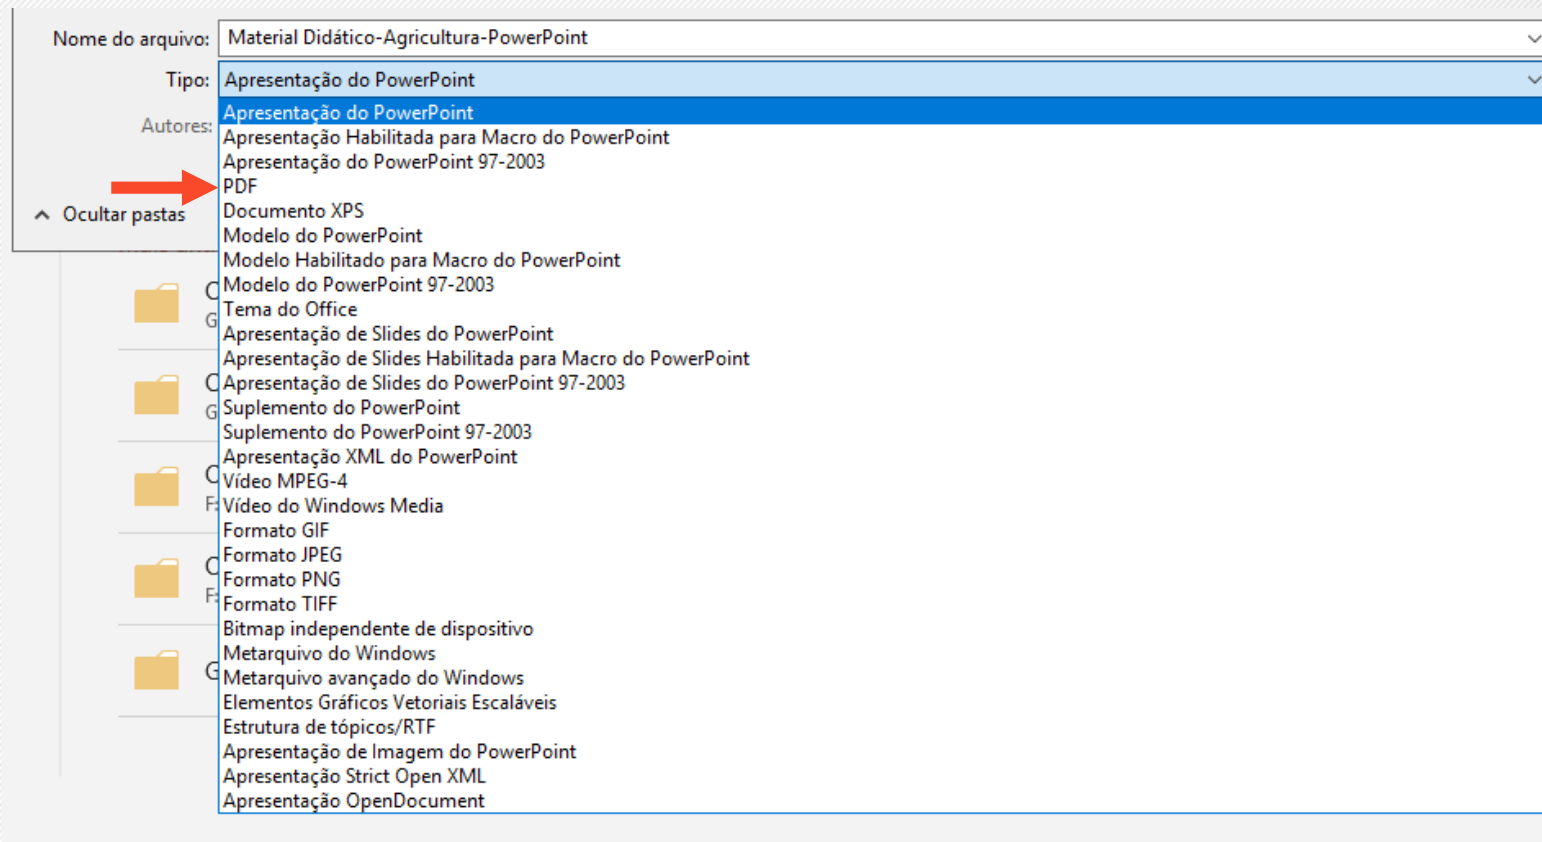 Nome do arquivo: Material Didático-Agricultura-PowerPoint
Tipo: Apresentação do PowerPoint
Autores:
Apresentação do PowerPoint
Apresentação Habilitada para Macro do PowerPoint
Apresentação do PowerPoint 97-2003
PDF
Ocultar pastas
Documento XPS
Modelo do PowerPoint
Modelo Habilitado para Macro do PowerPoint
Modelo do PowerPoint 97-2003
Tema do Office
Apresentação de Slides do PowerPoint
Apresentação de Slides Habilitada para Macro do PowerPoint
Apresentação de Slides do PowerPoint 97-2003
Suplemento do PowerPoint
Suplemento do PowerPoint 97-2003
Apresentação XML do PowerPoint
Vídeo MPEG-4
Vídeo do Windows Media
Formato GIF
Formato JPEG
Formato PNG
Formato TIFF
Bitmap independente de dispositivo
Metarquivo do Windows
Metarquivo avançado do Windows
Elementos Gráficos Vetoriais Escaláveis
Estrutura de tópicos/RTF
Apresentação de Imagem do PowerPoint
Apresentação Strict Open XML
Apresentação OpenDocument